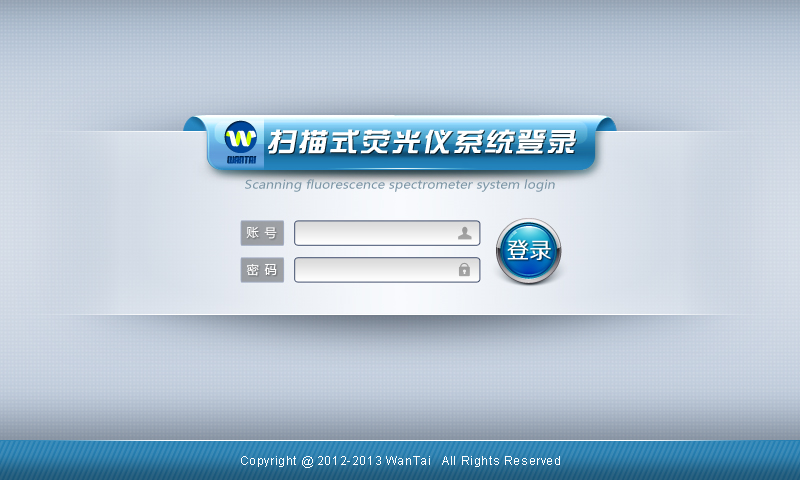 WANTAI 扫描式荧光仪系统登录
Scanning fluorescence spectrometer system login
账 号
密 码
登录
Copyright @ 2012-2013 WanTai All Rights Reserved